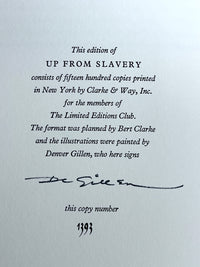 This edition of
UP FROM SLAVERY
consists of fifteen hundred copies printed
in New York by Clarke & Way, Inc.
for the members of
The Limited Editions Club.
The format was planned by Bert Clarke
and the illustrations were painted by
Denver Gillen, who here signs
De Gillen
this copy number
1393